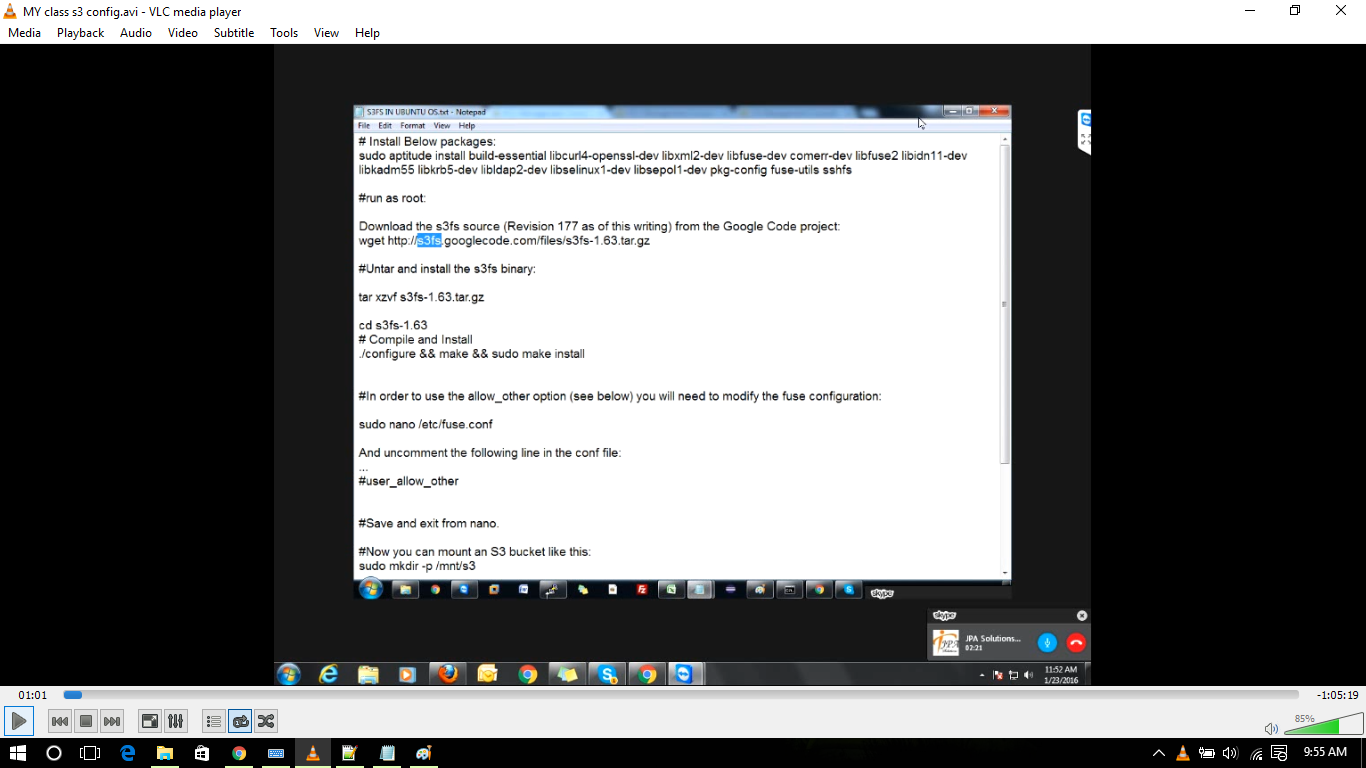 MY class s3 config.avi - VLC media player
Media Playback Audio Video Subtitle Tools View Help
S3FS IN UBUNTU OS.txt - Notepad
File Edit Format View Help
# Install Below packages:
sudo aptitude install build-essential libcurl4-openssl-dev libxml2-dev libfuse-dev comerr-dev libfuse2 libidn11-dev
libkadm55 libkrb5-dev libldap2-dev libselinux1-dev libsepol1-dev pkg-config fuse-utils sshfs
#run as root:
Download the s3fs source (Revision 177 as of this writing) from the Google Code project:
wget http://s3fs.googlecode.com/files/s3fs-1.63.tar.gz
#Untar and install the s3fs binary:
tar xzvf s3fs-1.63.tar.gz
cd s3fs-1.63
# Compile and Install
./configure && make && sudo make install
#In order to use the allow_other option (see below) you will need to modify the fuse configuration:
sudo nano /etc/fuse.conf
And uncomment the following line in the conf file:
...
#user_allow_other
#Save and exit from nano.
#Now you can mount an S3 bucket like this:
sudo mkdir -p /mnt/s3
skype
skype
JPA Solutions...
02:21
11:52 AM
1/23/2016
01:01
-1:05:19
85%
9:55 AM